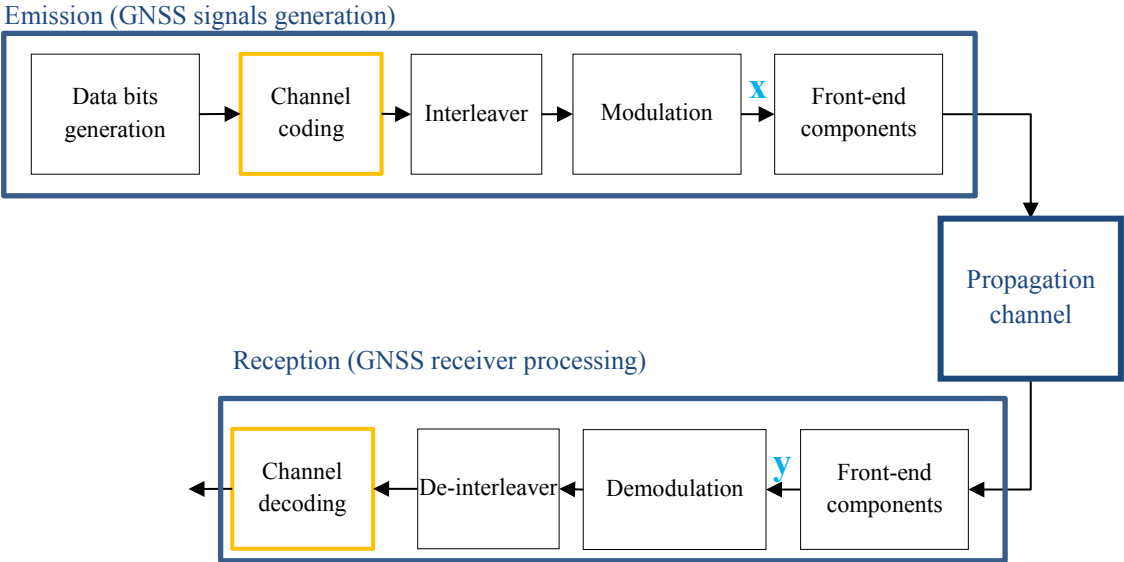 Emission (GNSS signals generation)
Data bits
generation
Channel
coding
Interleaver
Modulation
x
Front-end
components
Propagation
channel
Reception (GNSS receiver processing)
Channel
decoding
De-interleaver
Demodulation
y
Front-end
components